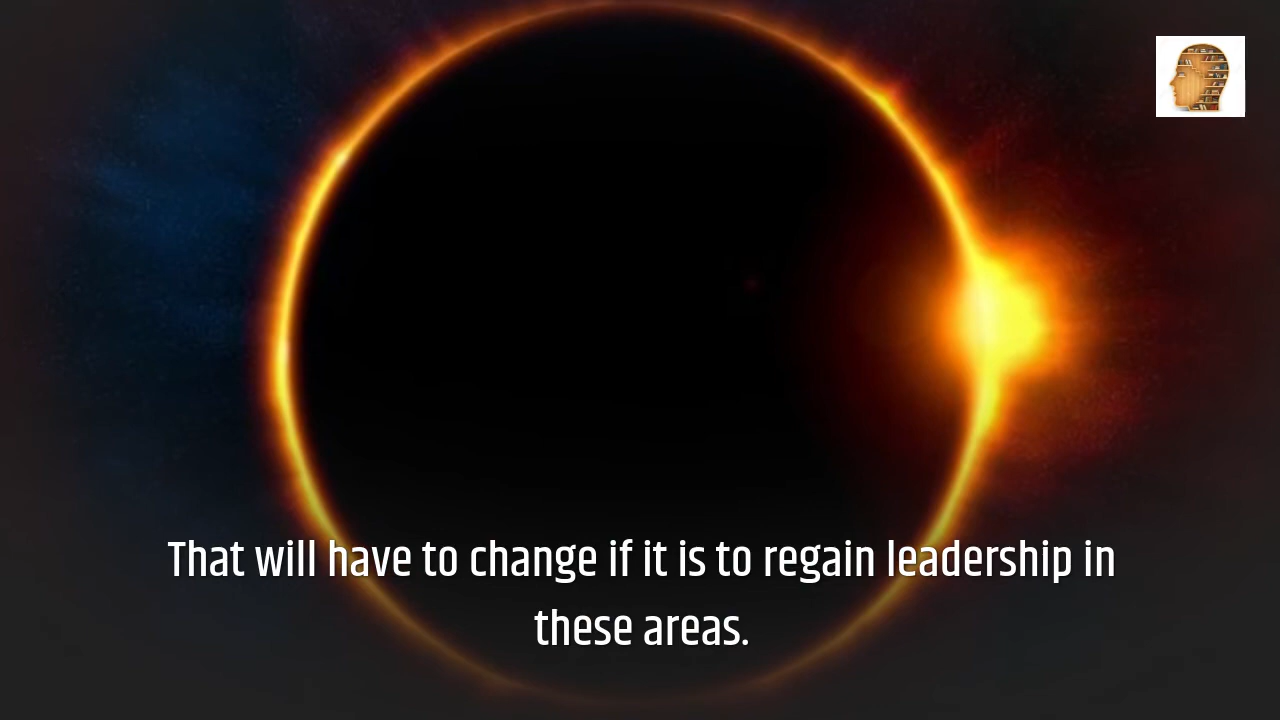 That will have to change if it is to regain leadership in
these areas.